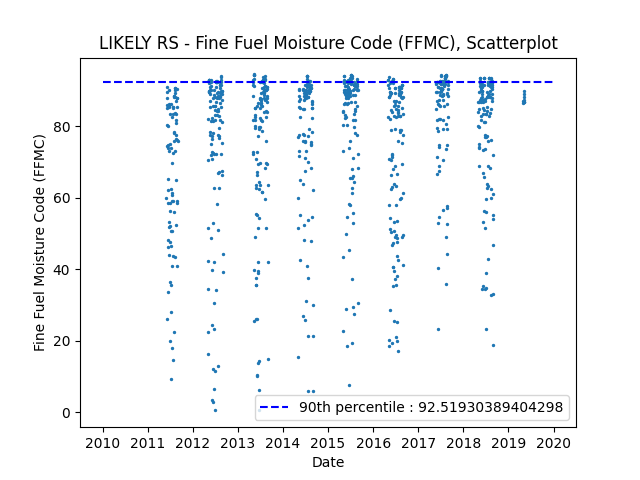 LIKELY RS - Fine Fuel Moisture Code (FFMC), Scatterplot
Fine Fuel Moisture Code (FFMC)
80
60
40
20
0
90th percentile : 92.51930389404298
2010 2011 2012 2013 2014 2015 2016 2017 2018 2019 2020
Date